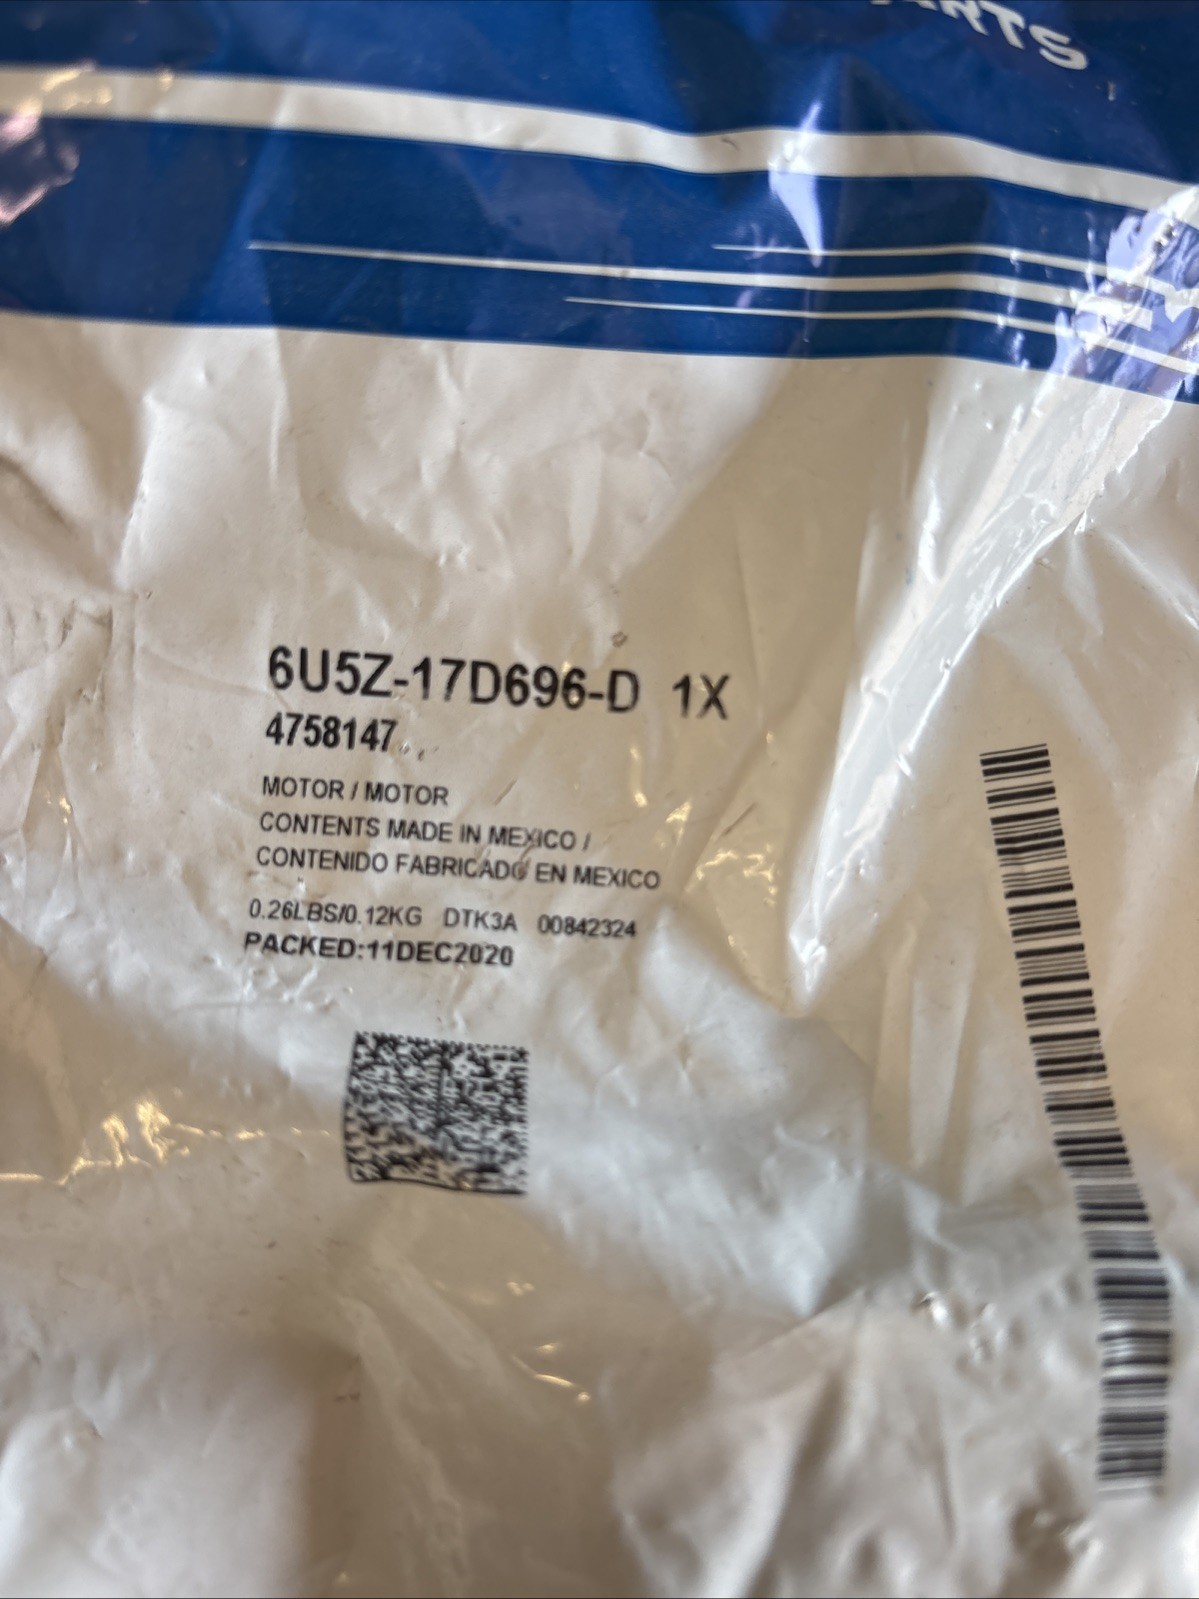 6U5Z-17D696-D 1X
4758147
MOTOR / MOTOR
CONTENTS MADE IN MEXICO /
CONTENIDO FABRICADO EN MEXICO
0.26LBS/0.12KG DTK3A 00842324
PACKED:11DEC2020